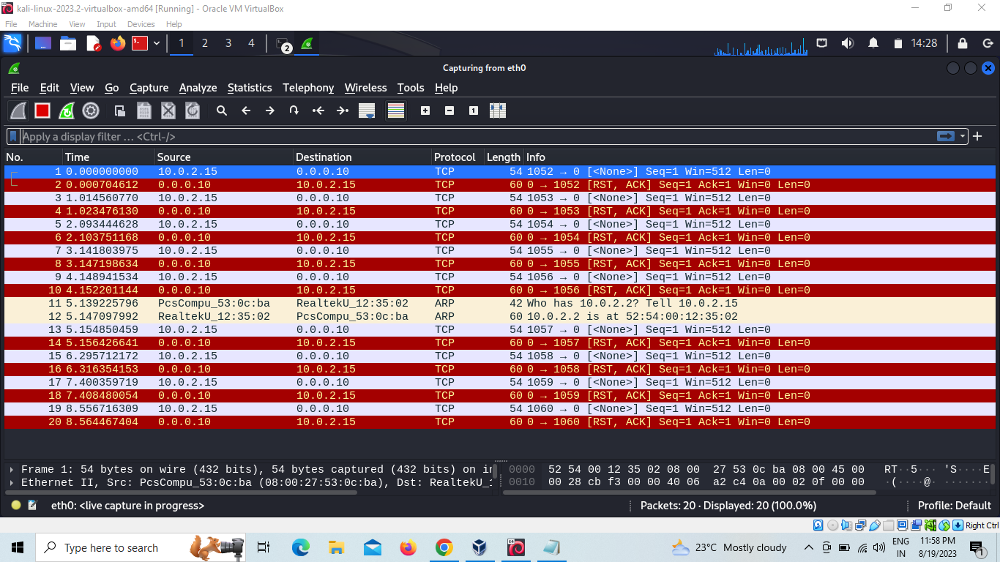 kali-linux-2023.2-virtualbox-amd64 [Running] - Oracle VM VirtualBox
File Machine View Input Devices Help
1 2 3 4 2 14:28
Capturing from eth0
File Edit View Go Capture Analyze Statistics Telephony Wireless Tools Help
Apply a display filter … <Ctrl-/>
No. Time Source Destination Protocol Length Info
1 0.000000000 10.0.2.15 0.0.0.10 TCP 54 1052 → 0 [<None>] Seq=1 Win=512 Len=0
2 0.000704612 0.0.0.10 10.0.2.15 TCP 60 0 → 1052 [RST, ACK] Seq=1 Ack=1 Win=0 Len=0
3 1.014560770 10.0.2.15 0.0.0.10 TCP 54 1053 → 0 [<None>] Seq=1 Win=512 Len=0
4 1.023476130 0.0.0.10 10.0.2.15 TCP 60 0 → 1053 [RST, ACK] Seq=1 Ack=1 Win=0 Len=0
5 2.093444628 10.0.2.15 0.0.0.10 TCP 54 1054 → 0 [<None>] Seq=1 Win=512 Len=0
6 2.103751168 0.0.0.10 10.0.2.15 TCP 60 0 → 1054 [RST, ACK] Seq=1 Ack=1 Win=0 Len=0
7 3.141803975 10.0.2.15 0.0.0.10 TCP 54 1055 → 0 [<None>] Seq=1 Win=512 Len=0
8 3.147198634 0.0.0.10 10.0.2.15 TCP 60 0 → 1055 [RST, ACK] Seq=1 Ack=1 Win=0 Len=0
9 4.148941534 10.0.2.15 0.0.0.10 TCP 54 1056 → 0 [<None>] Seq=1 Win=512 Len=0
10 4.152201144 0.0.0.10 10.0.2.15 TCP 60 0 → 1056 [RST, ACK] Seq=1 Ack=1 Win=0 Len=0
11 5.139225796 PcsCompu_53:0c:ba RealtekU_12:35:02 ARP 42 Who has 10.0.2.2? Tell 10.0.2.15
12 5.147097992 RealtekU_12:35:02 PcsCompu_53:0c:ba ARP 60 10.0.2.2 is at 52:54:00:12:35:02
13 5.154850459 10.0.2.15 0.0.0.10 TCP 54 1057 → 0 [<None>] Seq=1 Win=512 Len=0
14 5.156426641 0.0.0.10 10.0.2.15 TCP 60 0 → 1057 [RST, ACK] Seq=1 Ack=1 Win=0 Len=0
15 6.295712172 10.0.2.15 0.0.0.10 TCP 54 1058 → 0 [<None>] Seq=1 Win=512 Len=0
16 6.316354153 0.0.0.10 10.0.2.15 TCP 60 0 → 1058 [RST, ACK] Seq=1 Ack=1 Win=0 Len=0
17 7.400359719 10.0.2.15 0.0.0.10 TCP 54 1059 → 0 [<None>] Seq=1 Win=512 Len=0
18 7.408480054 0.0.0.10 10.0.2.15 TCP 60 0 → 1059 [RST, ACK] Seq=1 Ack=1 Win=0 Len=0
19 8.556716309 10.0.2.15 0.0.0.10 TCP 54 1060 → 0 [<None>] Seq=1 Win=512 Len=0
20 8.564467404 0.0.0.10 10.0.2.15 TCP 60 0 → 1060 [RST, ACK] Seq=1 Ack=1 Win=0 Len=0
Frame 1: 54 bytes on wire (432 bits), 54 bytes captured (432 bits) on in
Ethernet II, Src: PcsCompu_53:0c:ba (08:00:27:53:0c:ba), Dst: RealtekU_1
0000 52 54 00 12 35 02 08 00 27 53 0c ba 08 00 45 00 RT··5··· 'S····E
0010 00 28 cb f3 00 00 40 06 a2 c4 0a 00 02 0f 00 00 ·(····@· ·······
eth0: <live capture in progress> Packets: 20 · Displayed: 20 (100.0%) Profile: Default
Right Ctrl
Type here to search
23°C Mostly cloudy
ENG
IN
11:58 PM
8/19/2023
1